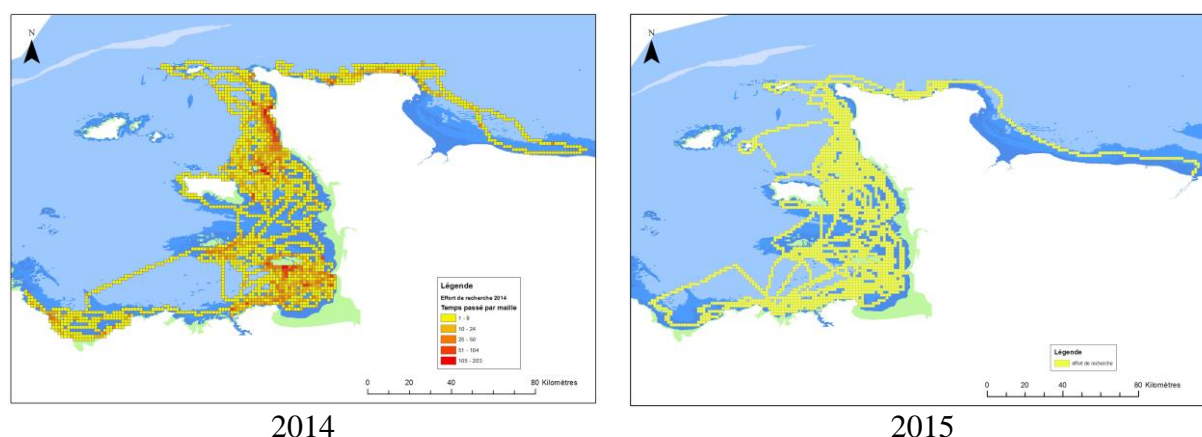 N
Légende
Effort de recherche 2014
Temps passé par maille
1 - 9
10 - 24
25 - 50
51 - 104
105 - 203
0 20 40 80 Kilomètres
2014
N
Légende
effort de recherche
0 20 40 80 Kilomètres
2015